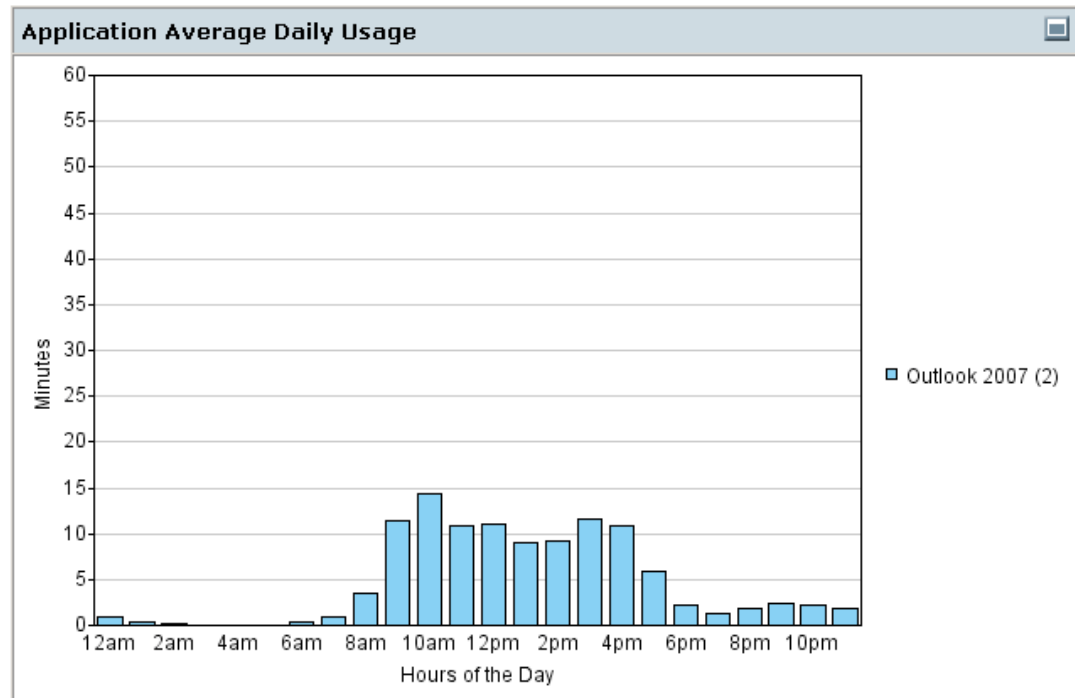 Application Average Daily Usage
60
55
50
45
40
35
30
25
20
15
10
5
0
Minutes
12am 2am 4am 6am 8am 10am 12pm 2pm 4pm 6pm 8pm 10pm
Hours of the Day
Outlook 2007 (2)